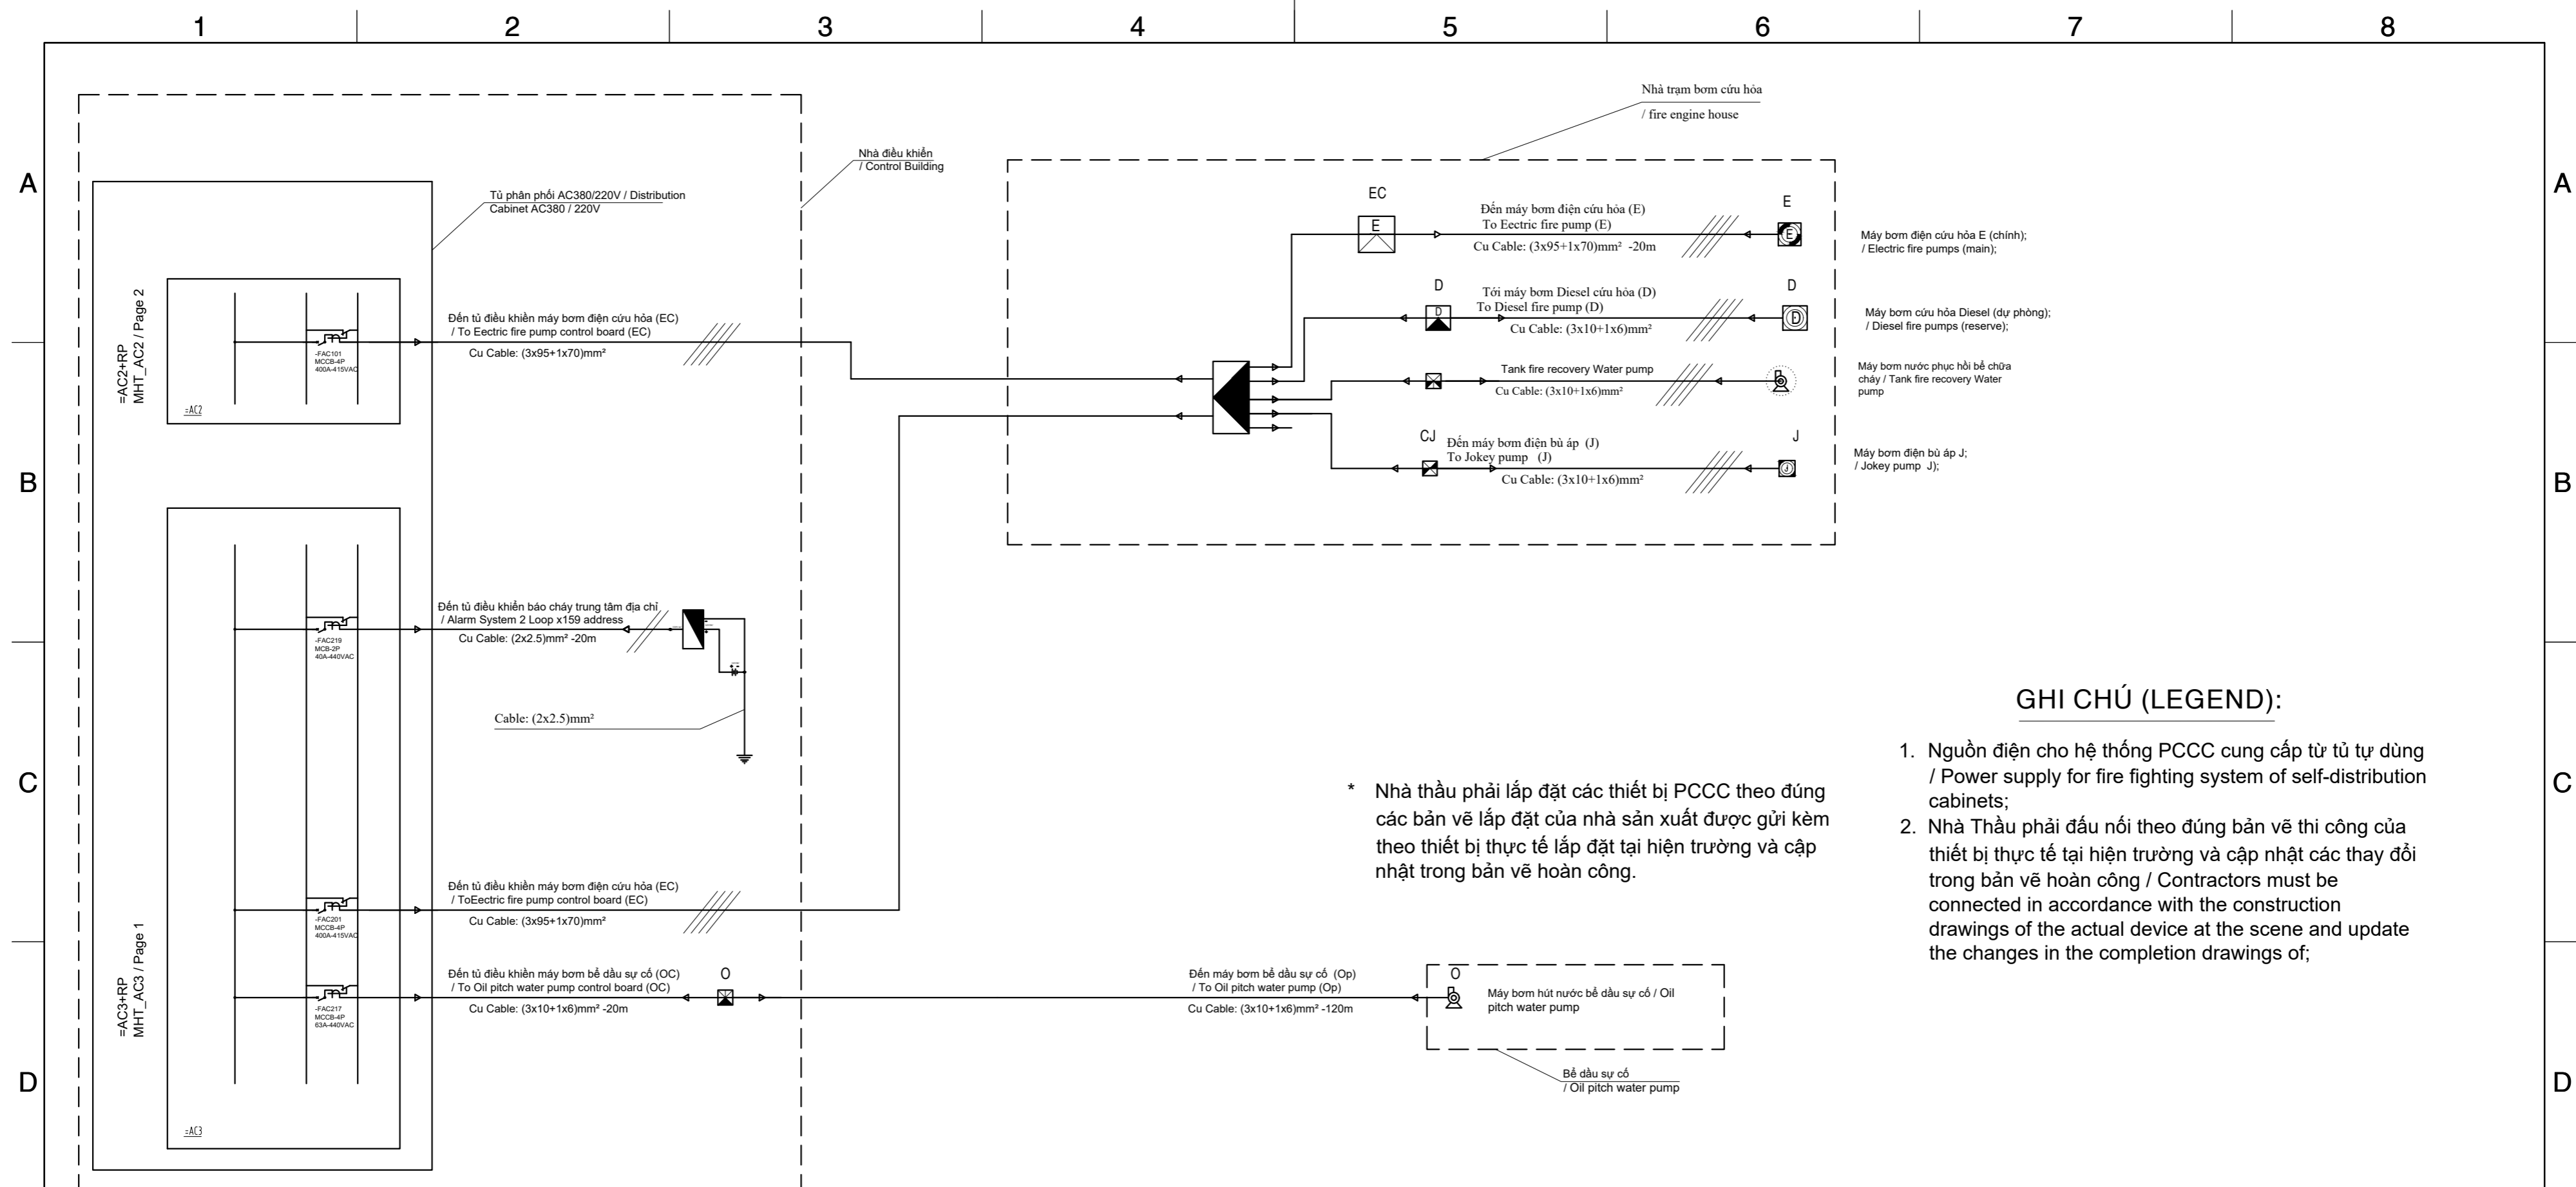 1 2 3 4 5 6 7 8
A
B
C
D
A
B
C
D
Nhà điều khiển
/ Control Building
Tủ phân phối AC380/220V / Distribution
Cabinet AC380 / 220V
=AC2+RP
MHT_AC2 / Page 2
-FAC101
MCCB-4P
400A-415VAC
=AC2
Đến tủ điều khiền máy bơm điện cứu hỏa (EC)
/ To Eectric fire pump control board (EC)
Cu Cable: (3x95+1x70)mm²
=AC3+RP
MHT_AC3 / Page 1
-FAC219
MCB-2P
40A-440VAC
Đến tủ điều khiển báo cháy trung tâm địa chỉ
/ Alarm System 2 Loop x159 address
Cu Cable: (2x2.5)mm² -20m
Cable: (2x2.5)mm²
-FAC201
MCCB-4P
400A-415VAC
Đến tủ điều khiền máy bơm điện cứu hỏa (EC)
/ ToEectric fire pump control board (EC)
Cu Cable: (3x95+1x70)mm²
-FAC217
MCCB-4P
63A-440VAC
Đến tủ điều khiền máy bơm bể dầu sự cố (OC)
/ To Oil pitch water pump control board (OC)
Cu Cable: (3x10+1x6)mm² -20m
O
=AC3
Đến máy bơm bể dầu sự cố (Op)
/ To Oil pitch water pump (Op)
Cu Cable: (3x10+1x6)mm² -120m
O
Máy bơm hút nước bể dầu sự cố / Oil
pitch water pump
Bể dầu sự cố
/ Oil pitch water pump
Nhà trạm bơm cứu hỏa
/ fire engine house
EC
E
Đến máy bơm điện cứu hỏa (E)
To Eectric fire pump (E)
Cu Cable: (3x95+1x70)mm² -20m
E
E
Máy bơm điện cứu hỏa E (chính);
/ Electric fire pumps (main);
D
D
Tới máy bơm Diesel cứu hỏa (D)
To Diesel fire pump (D)
Cu Cable: (3x10+1x6)mm²
D
D
Máy bơm cứu hỏa Diesel (dự phòng);
/ Diesel fire pumps (reserve);
Tank fire recovery Water pump
Cu Cable: (3x10+1x6)mm²
Máy bơm nước phục hồi bể chữa
cháy / Tank fire recovery Water
pump
CJ
Đến máy bơm điện bù áp (J)
To Jokey pump (J)
Cu Cable: (3x10+1x6)mm²
J
J
Máy bơm điện bù áp J;
/ Jokey pump J);
* Nhà thầu phải lắp đặt các thiết bị PCCC theo đúng
các bản vẽ lắp đặt của nhà sản xuất được gửi kèm
theo thiết bị thực tế lắp đặt tại hiện trường và cập
nhật trong bản vẽ hoàn công.
GHI CHÚ (LEGEND):
1. Nguồn điện cho hệ thống PCCC cung cấp từ tủ tự dùng
/ Power supply for fire fighting system of self-distribution
cabinets;
2. Nhà Thầu phải đấu nối theo đúng bản vẽ thi công của
thiết bị thực tế tại hiện trường và cập nhật các thay đổi
trong bản vẽ hoàn công / Contractors must be
connected in accordance with the construction
drawings of the actual device at the scene and update
the changes in the completion drawings of;